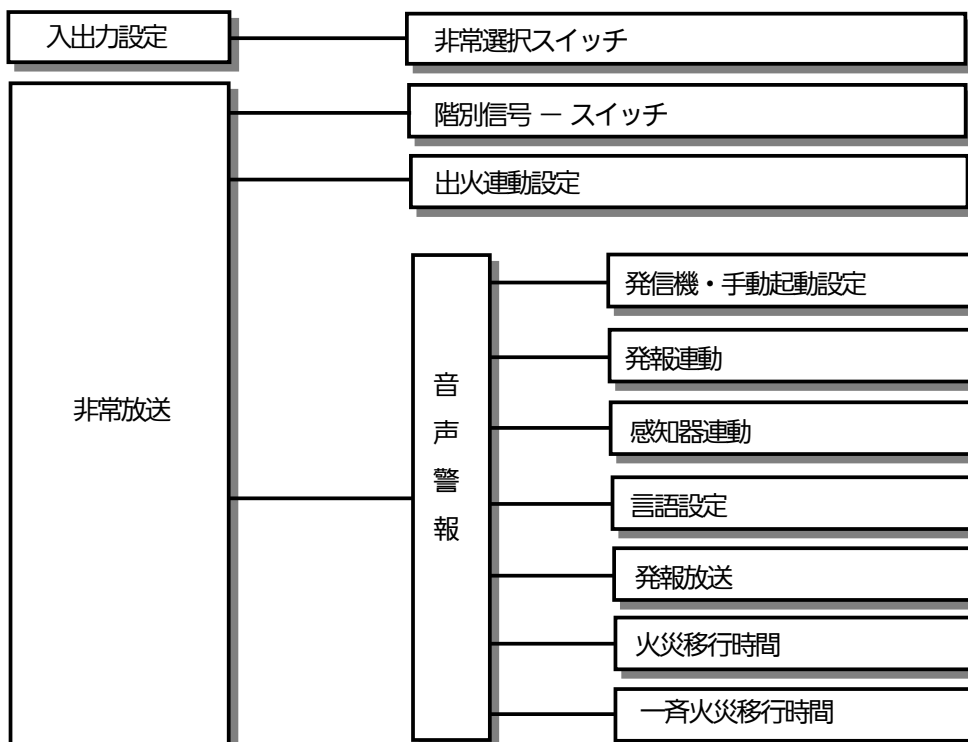 入出力設定
非常選択スイッチ
非常放送
階別信号 － スイッチ
出火連動設定
音声警報
発信機・手動起動設定
発報連動
感知器連動
言語設定
発報放送
火災移行時間
一斉火災移行時間